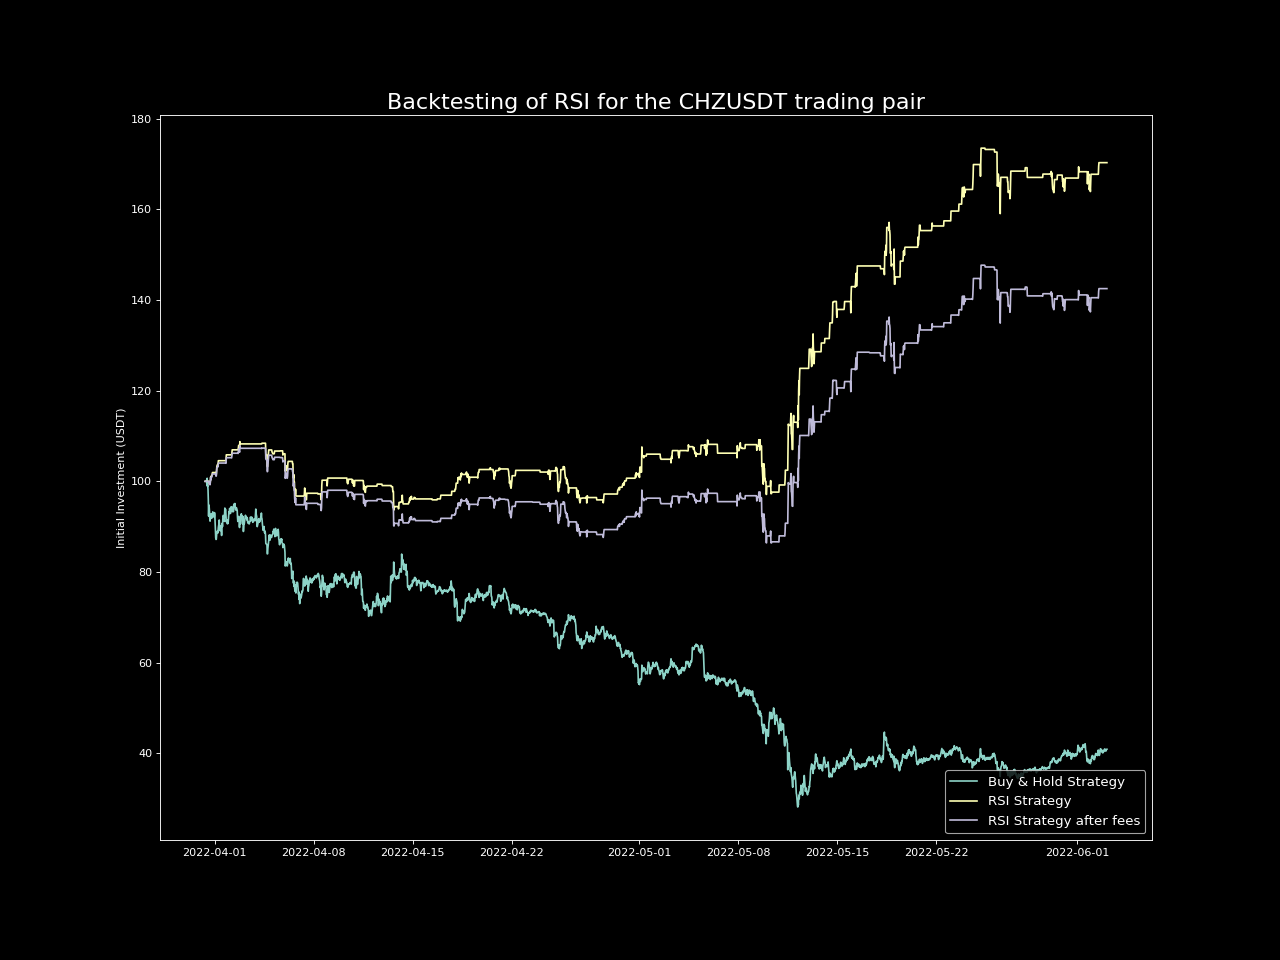 Backtesting of RSI for the CHZUSDT trading pair
Initial Investment (USDT)
180
160
140
120
100
80
60
40
2022-04-01 2022-04-08 2022-04-15 2022-04-22 2022-05-01 2022-05-08 2022-05-15 2022-05-22 2022-06-01
Buy & Hold Strategy
RSI Strategy
RSI Strategy after fees